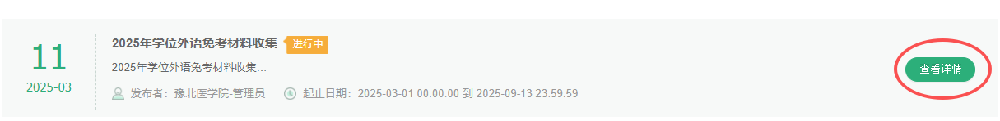 11
2025-03
2025年学位外语免考材料收集 进行中
2025年学位外语免考材料收集...
发布者：豫北医学院-管理员 起止日期：2025-03-01 00:00:00 到 2025-09-13 23:59:59
查看详情